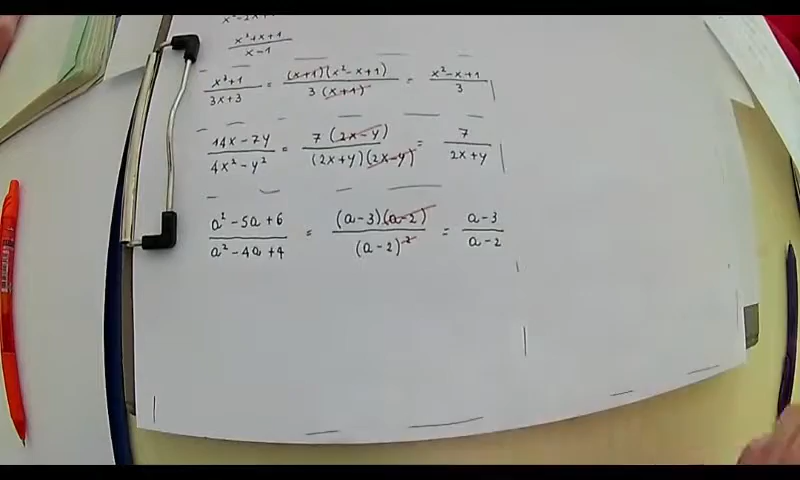 x²+x+1 / x-1
x³+1 / 3x+3 = (x+1)(x²-x+1) / 3(x+1) = x²-x+1 / 3
14x-7y / 4x²-y² = 7(2x-y) / (2x+y)(2x-y) = 7 / 2x+y
a²-5a+6 / a²-4a+4 = (a-3)(a-2) / (a-2)² = a-3 / a-2